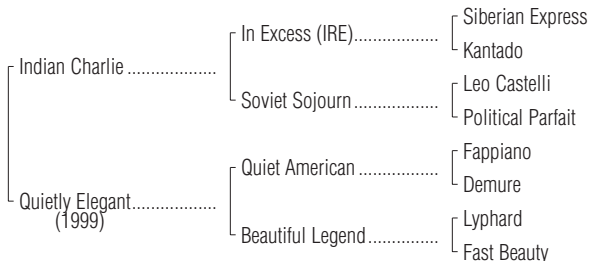 Siberian Express
In Excess (IRE)...................
Kantado
Indian Charlie ....................
Leo Castelli
Soviet Sojourn ...................
Political Parfait
Fappiano
Quiet American ..................
Demure
Quietly Elegant...................
(1999)
Lyphard
Beautiful Legend................
Fast Beauty